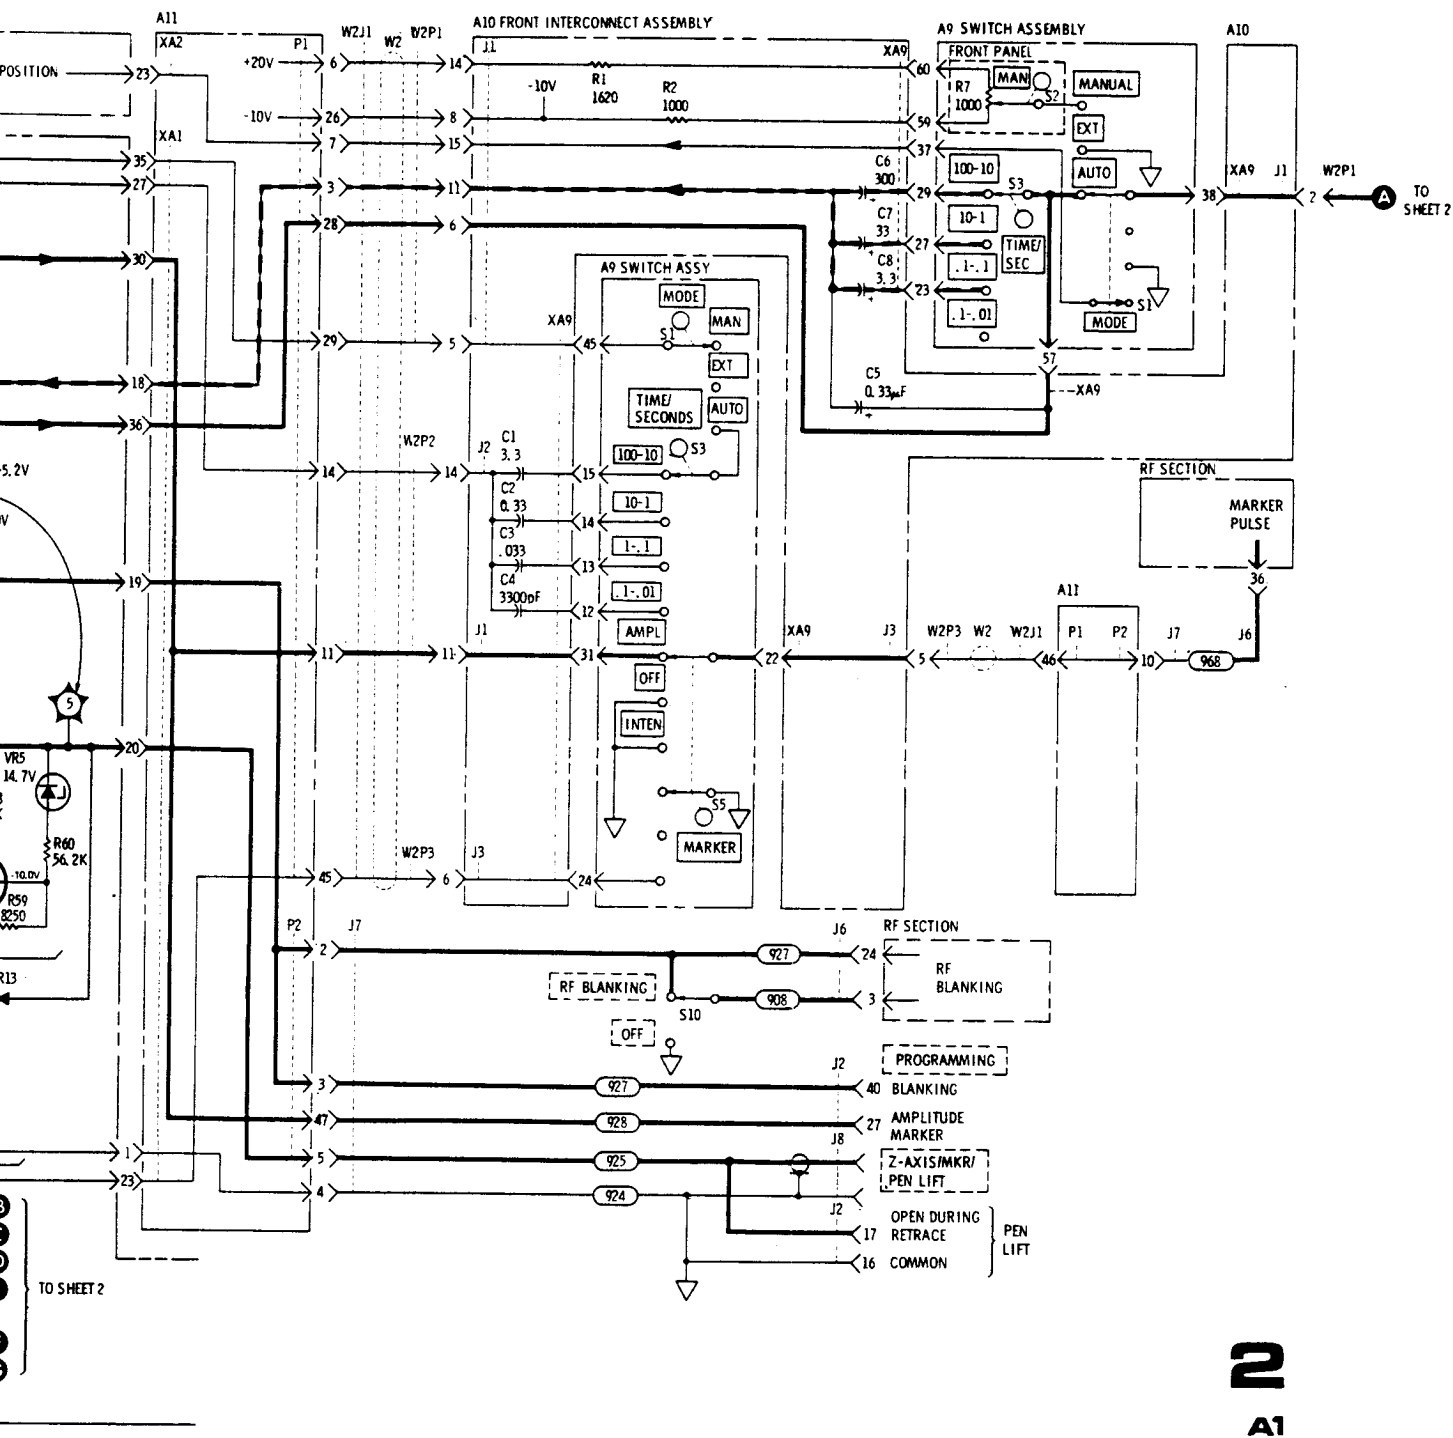 A11
XA2
POSITION
23
P1
+20V
6
W2J1
W2
W2P1
14
A10 FRONT INTERCONNECT ASSEMBLY
J1
R1
1620
-10V
R2
1000
-10V
26
8
7
15
XA9
60
59
37
A9 SWITCH ASSEMBLY
FRONT PANEL
R7
1000
MAN
S2
MANUAL
EXT
AUTO
A10
XA1
35
27
3
11
C6
300
29
100-10
S3
38
XA9
J1
2
W2P1
A
TO
SHEET 2
28
6
C7
33
27
10-1
TIME/
SEC
C8
3.3
23
.1-.1
.1-.01
S1
MODE
30
A9 SWITCH ASSY
MODE
XA9
S1
MAN
29
5
45
EXT
57
XA9
C5
0.33µF
18
TIME/
SECONDS
AUTO
36
W2P2
J2
C1
3.3
100-10
S3
5.2V
14
14
15
C2
0.33
10-1
14
V
C3
.033
1-.1
13
C4
3300pF
.1-.01
12
RF SECTION
MARKER
PULSE
36
19
A11
J1
AMPL
11
11
31
22
XA9
J3
5
W2P3
W2
W2J1
46
P1
P2
10
J7
968
J6
OFF
INTEN
5
20
VR5
14.7V
S5
MARKER
R60
56.2K
-10.0V
R59
8250
45
W2P3
6
J3
24
R13
P2
J7
2
927
J6
24
RF SECTION
RF
BLANKING
RF BLANKING
S10
908
3
OFF
PROGRAMMING
3
927
J2
40 BLANKING
47
928
27 AMPLITUDE
MARKER
J8
5
925
Z-AXIS/MKR/
PEN LIFT
1
23
4
924
J2
17 OPEN DURING
RETRACE
16 COMMON
PEN
LIFT
TO SHEET 2
2
A1